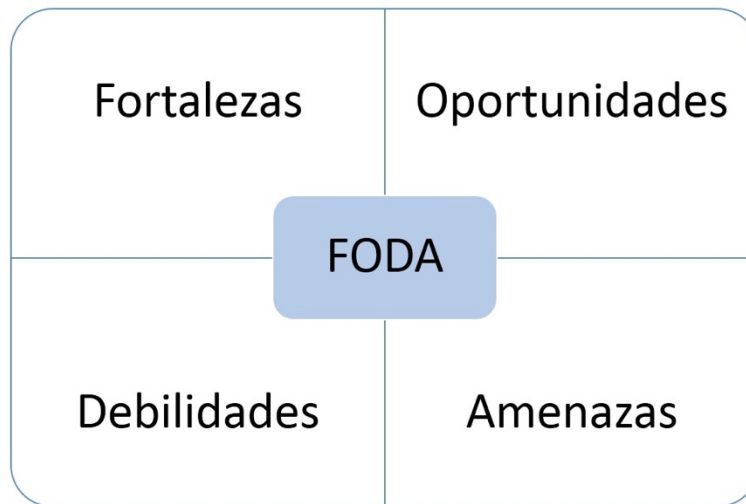 Fortalezas
Oportunidades
FODA
Debilidades
Amenazas